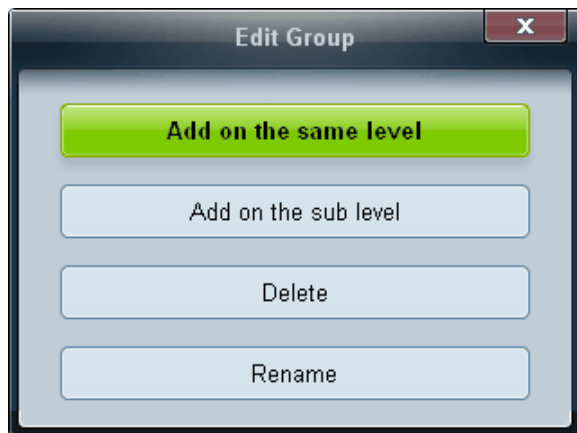 Edit Group
x
Add on the same level
Add on the sub level
Delete
Rename